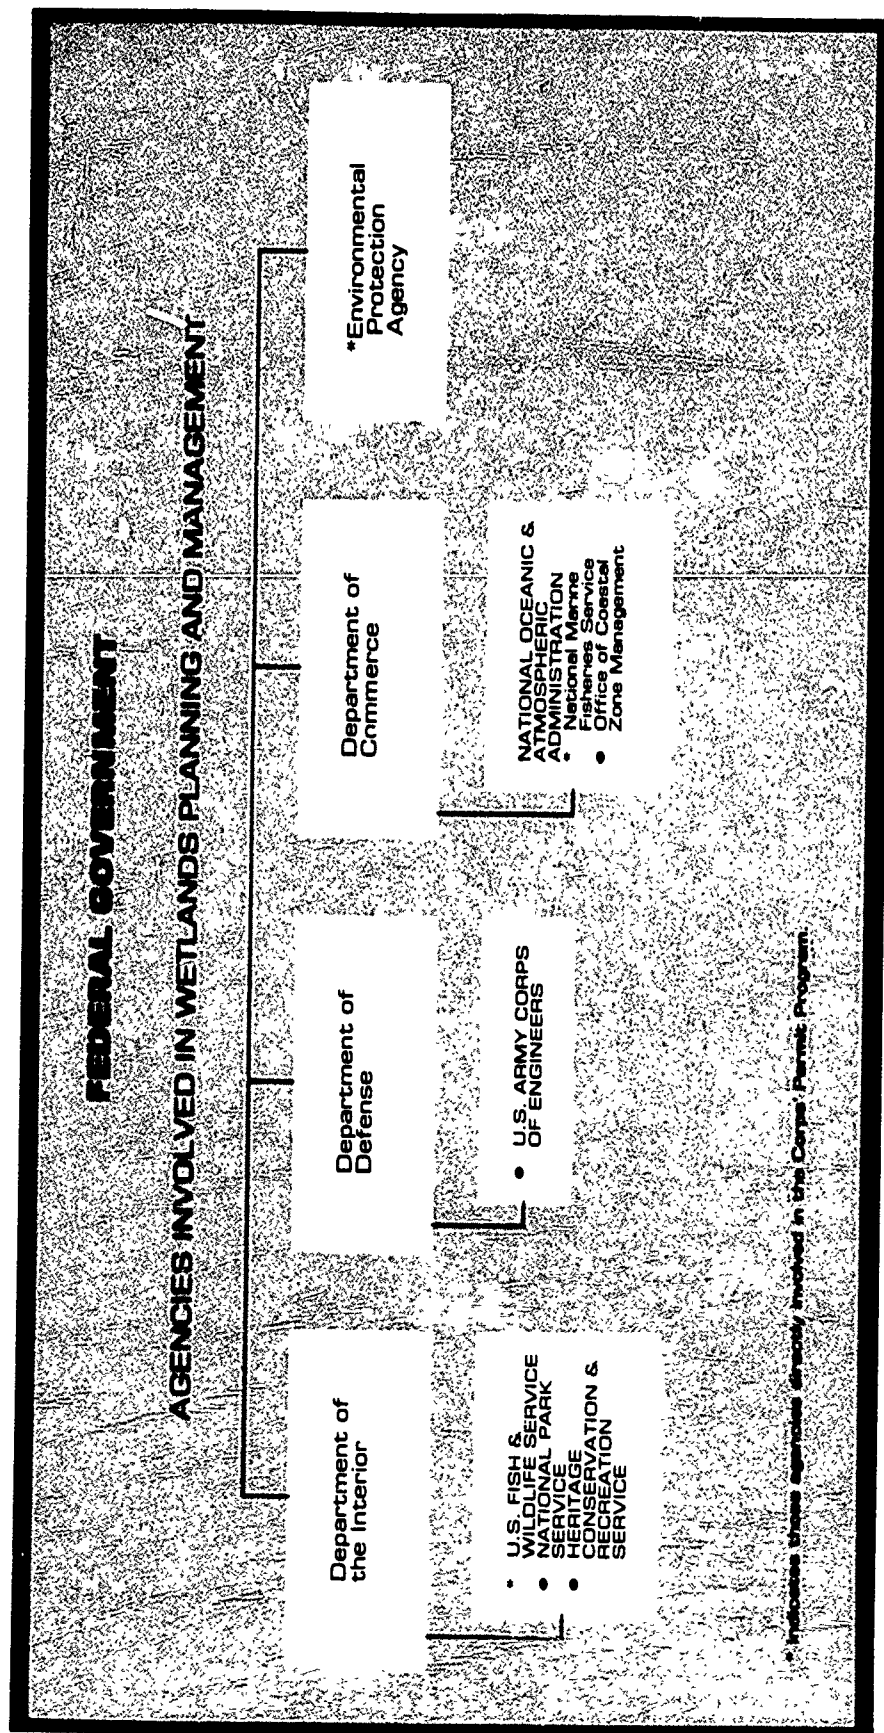 FEDERAL GOVERNMENT
AGENCIES INVOLVED IN WETLANDS PLANNING AND MANAGEMENT
Department of
the Interior
* U.S. FISH &
WILDLIFE SERVICE
● NATIONAL PARK
SERVICE
● HERITAGE
CONSERVATION &
RECREATION
SERVICE
Department of
Defense
● U.S. ARMY CORPS
OF ENGINEERS
Department of
Commerce
NATIONAL OCEANIC &
ATMOSPHERIC
ADMINISTRATION
* National Marine
Fisheries Service
● Office of Coastal
Zone Management
*Environmental
Protection
Agency
* Indicates those agencies directly involved in the Corps' Permit Program.